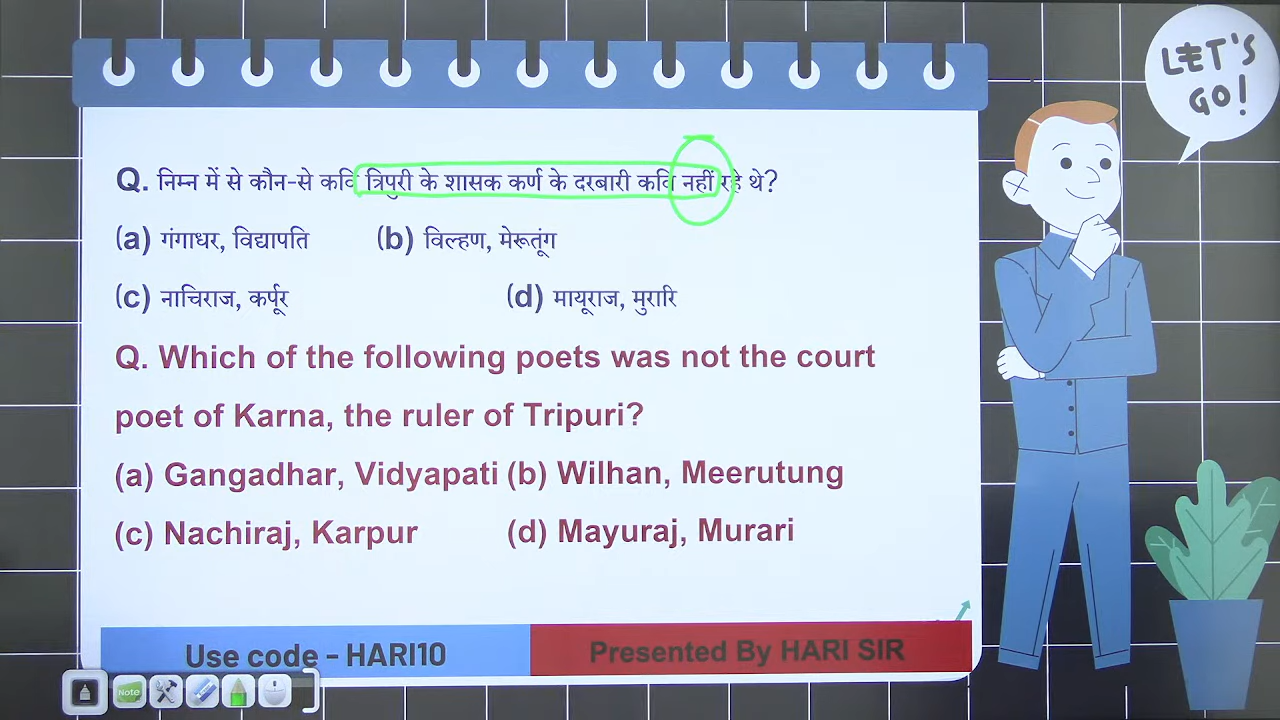 LET'S
GO!
Q. निम्न में से कौन-से कवि त्रिपुरी के शासक कर्ण के दरबारी कवि नहीं रहे थे?
(a) गंगाधर, विद्यापति (b) विल्हण, मेरूतूंग
(c) नाचिराज, कर्पूर (d) मायूराज, मुरारि
Q. Which of the following poets was not the court
poet of Karna, the ruler of Tripuri?
(a) Gangadhar, Vidyapati (b) Wilhan, Meerutung
(c) Nachiraj, Karpur (d) Mayuraj, Murari
Use code - HARI10 Presented By HARI SIR
Note